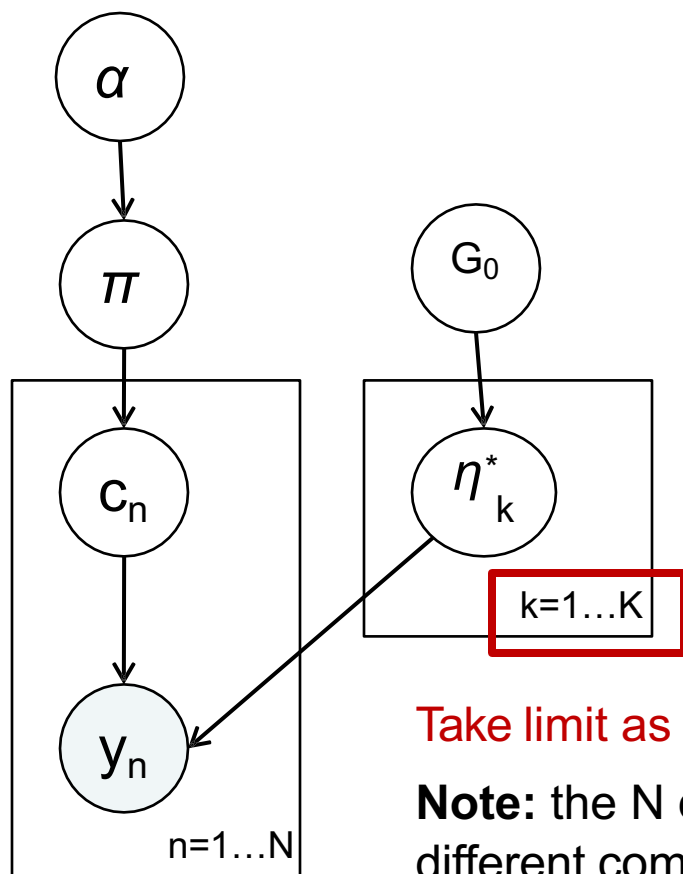 α
π
G₀
cₙ
η*ₖ
k=1…K
yₙ
n=1…N
Take limit as
Note: the N
different com